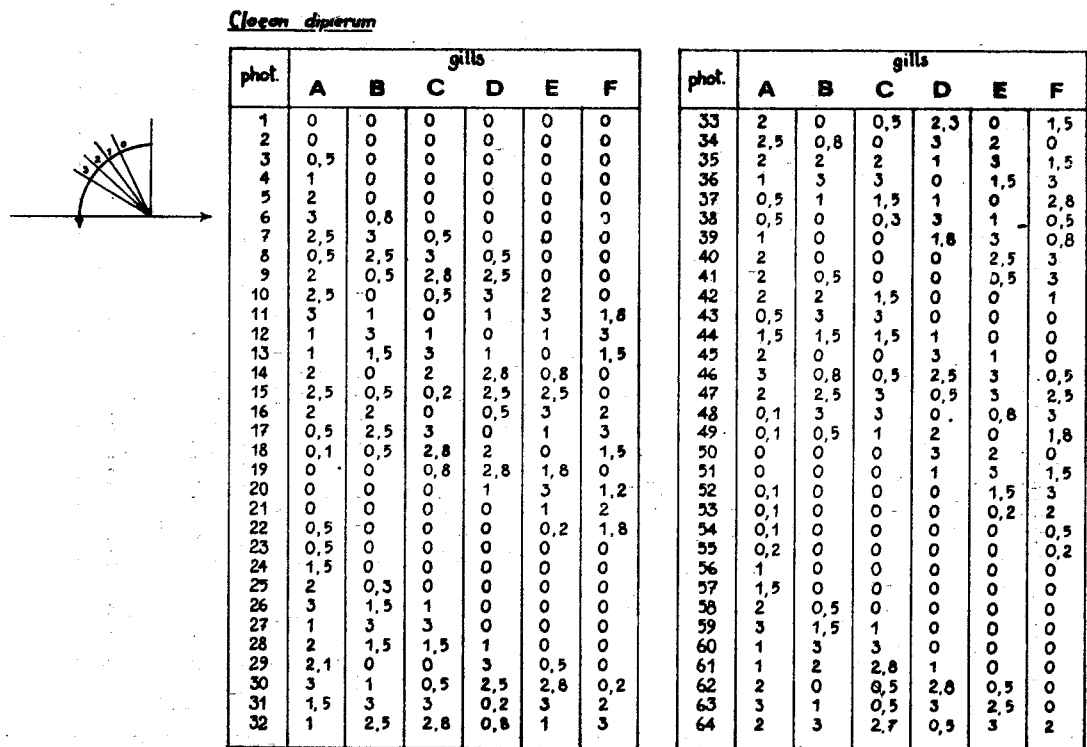 Cloeon dipterum
gills
phot. A B C D E F
1 0 0 0 0 0 0
2 0 0 0 0 0 0
3 0,5 0 0 0 0 0
4 1 0 0 0 0 0
5 2 0 0 0 0 0
6 3 0,8 0 0 0 0
7 2,5 3 0,5 0 0 0
8 0,5 2,5 3 0,5 0 0
9 2 0,5 2,8 2,5 0 0
10 2,5 0 0,5 3 2 0
11 3 1 0 1 3 1,8
12 1 3 1 0 1 3
13 1 1,5 3 1 0 1,5
14 2 0 2 2,8 0,8 0
15 2,5 0,5 0,2 2,5 2,5 0
16 2 2 0 0,5 3 2
17 0,5 2,5 3 0 1 3
18 0,1 0,5 2,8 2 0 1,5
19 0 0 0,8 2,8 1,8 0
20 0 0 0 1 3 1,2
21 0 0 0 0 1 2
22 0,5 0 0 0 0,2 1,8
23 0,5 0 0 0 0 0
24 1,5 0 0 0 0 0
25 2 0,3 0 0 0 0
26 3 1,5 1 0 0 0
27 1 3 3 0 0 0
28 2 1,5 1,5 1 0 0
29 2,1 0 0 3 0,5 0
30 3 1 0,5 2,5 2,8 0,2
31 1,5 3 3 0,2 3 2
32 1 2,5 2,8 0,8 1 3
gills
phot. A B C D E F
33 2 0 0,5 2,3 0 1,5
34 2,5 0,8 0 3 2 0
35 2 2 2 1 3 1,5
36 1 3 3 0 1,5 3
37 0,5 1 1,5 1 0 2,8
38 0,5 0 0,3 3 1 0,5
39 1 0 0 1,8 3 0,8
40 2 0 0 0 2,5 3
41 2 0,5 0 0 0,5 3
42 2 2 1,5 0 0 1
43 0,5 3 3 0 0 0
44 1,5 1,5 1,5 1 0 0
45 2 0 0 3 1 0
46 3 0,8 0,5 2,5 3 0,5
47 2 2,5 3 0,5 3 2,5
48 0,1 3 3 0 0,8 3
49 0,1 0,5 1 2 0 1,8
50 0 0 0 3 2 0
51 0 0 0 1 3 1,5
52 0,1 0 0 0 1,5 3
53 0,1 0 0 0 0,2 2
54 0,1 0 0 0 0 0,5
55 0,2 0 0 0 0 0,2
56 1 0 0 0 0 0
57 1,5 0 0 0 0 0
58 2 0,5 0 0 0 0
59 3 1,5 1 0 0 0
60 1 3 3 0 0 0
61 1 2 2,8 1 0 0
62 2 0 0,5 2,8 0,5 0
63 3 1 0,5 3 2,5 0
64 2 3 2,7 0,5 3 2
3 2 1 0